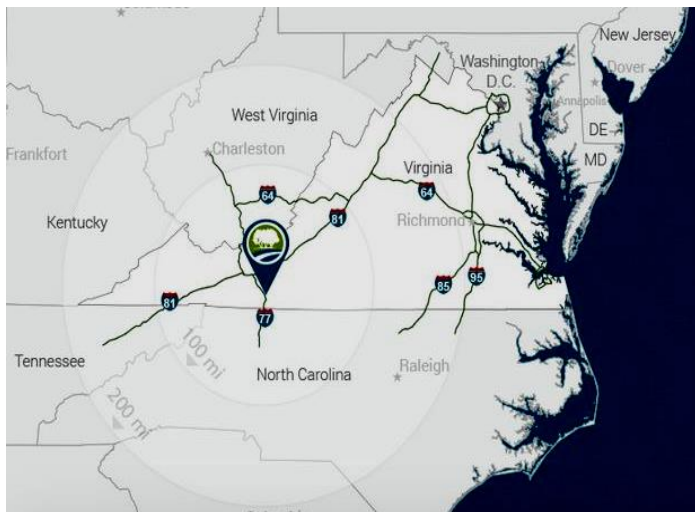 New Jersey
Washington
D.C.
Dover
Annapolis
West Virginia
DE
Charleston
MD
Frankfort
Virginia
64
64
Kentucky
81
Richmond
85
95
81
77
Tennessee
100 mi
North Carolina
Raleigh
200 mi